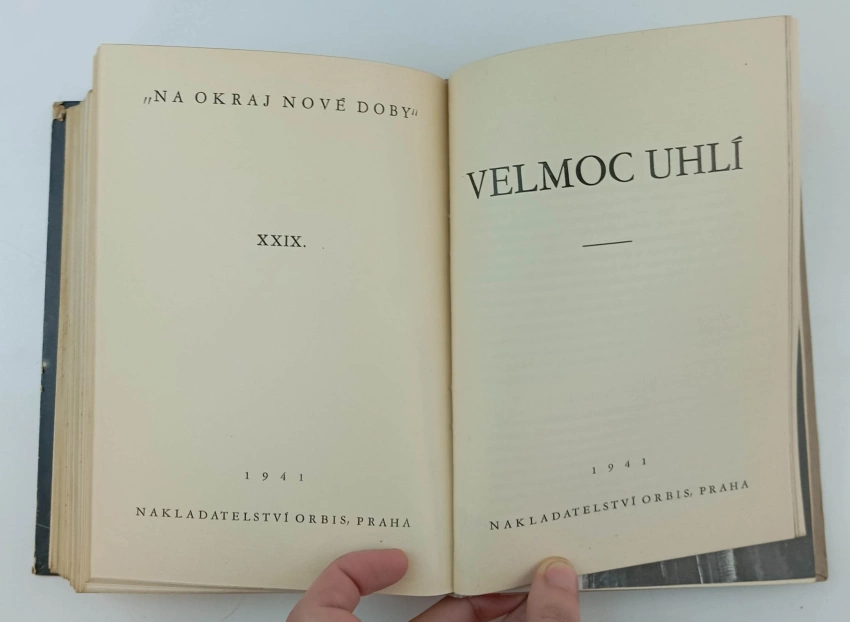 „NA OKRAJ NOVÉ DOBY“
XXIX.
1941
NAKLADATELSTVÍ ORBIS, PRAHA
VELMOC UHLÍ
1941
NAKLADATELSTVÍ ORBIS, PRAHA